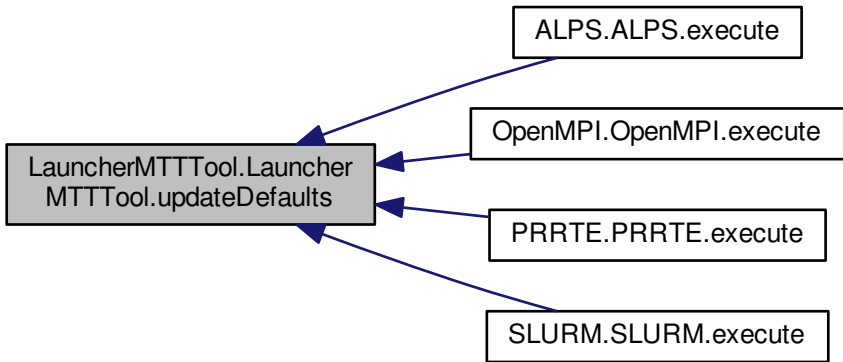 LauncherMTTTool.Launcher
MTTTool.updateDefaults
ALPS.ALPS.execute
OpenMPI.OpenMPI.execute
PRRTE.PRRTE.execute
SLURM.SLURM.execute